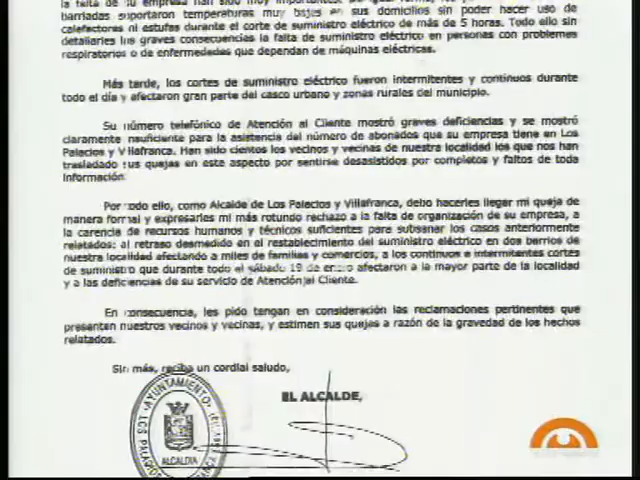 la falta de su empresa han sido muy importantes.
barriadas soportaron temperaturas muy bajas en sus domicilios sin poder hacer uso de
calefactores ni estufas durante el corte de suministro eléctrico de más de 5 horas. Todo ello sin
detallarles los graves consecuencias la falta de suministro eléctrico en personas con problemas
respiratorios o de enfermedades que dependan de máquinas eléctricas.
Más tarde, los cortes de suministro eléctrico fueron intermitentes y continuos durante
todo el día y afectaron gran parte del casco urbano y zonas rurales del municipio.
Su número telefónico de Atención al Cliente mostró graves deficiencias y se mostró
claramente insuficiente para la asistencia del número de abonados que su empresa tiene en Los
Palacios y Villafranca. Han sido cientos los vecinos y vecinas de nuestra localidad los que nos han
trasladado sus quejas en este aspecto por sentirse desasistidos por completos y faltos de toda
información.
Por todo ello, como Alcalde de Los Palacios y Villafranca, debo hacerles llegar mi queja de
manera formal y expresarles mi más rotundo rechazo a la falta de organización de su empresa, a
la carencia de recursos humanos y técnicos suficientes para subsanar los casos anteriormente
relatados: al retraso desmedido en el restablecimiento del suministro eléctrico en dos barrios de
nuestra localidad afectando a miles de familias y comercios, a los continuos e intermitentes cortes
de suministro que durante todo el sábado 19 de enero afectaron a la mayor parte de la localidad
y a las deficiencias de su servicio de Atención al Cliente.
En consecuencia, les pido tengan en consideración las reclamaciones pertinentes que
presenten nuestros vecinos y vecinas, y estimen sus quejas a razón de la gravedad de los hechos
relatados.
Sin más, reciba un cordial saludo,
EL ALCALDE,
AYUNTAMIENTO
LOS PALACIOS
ALCALDIA